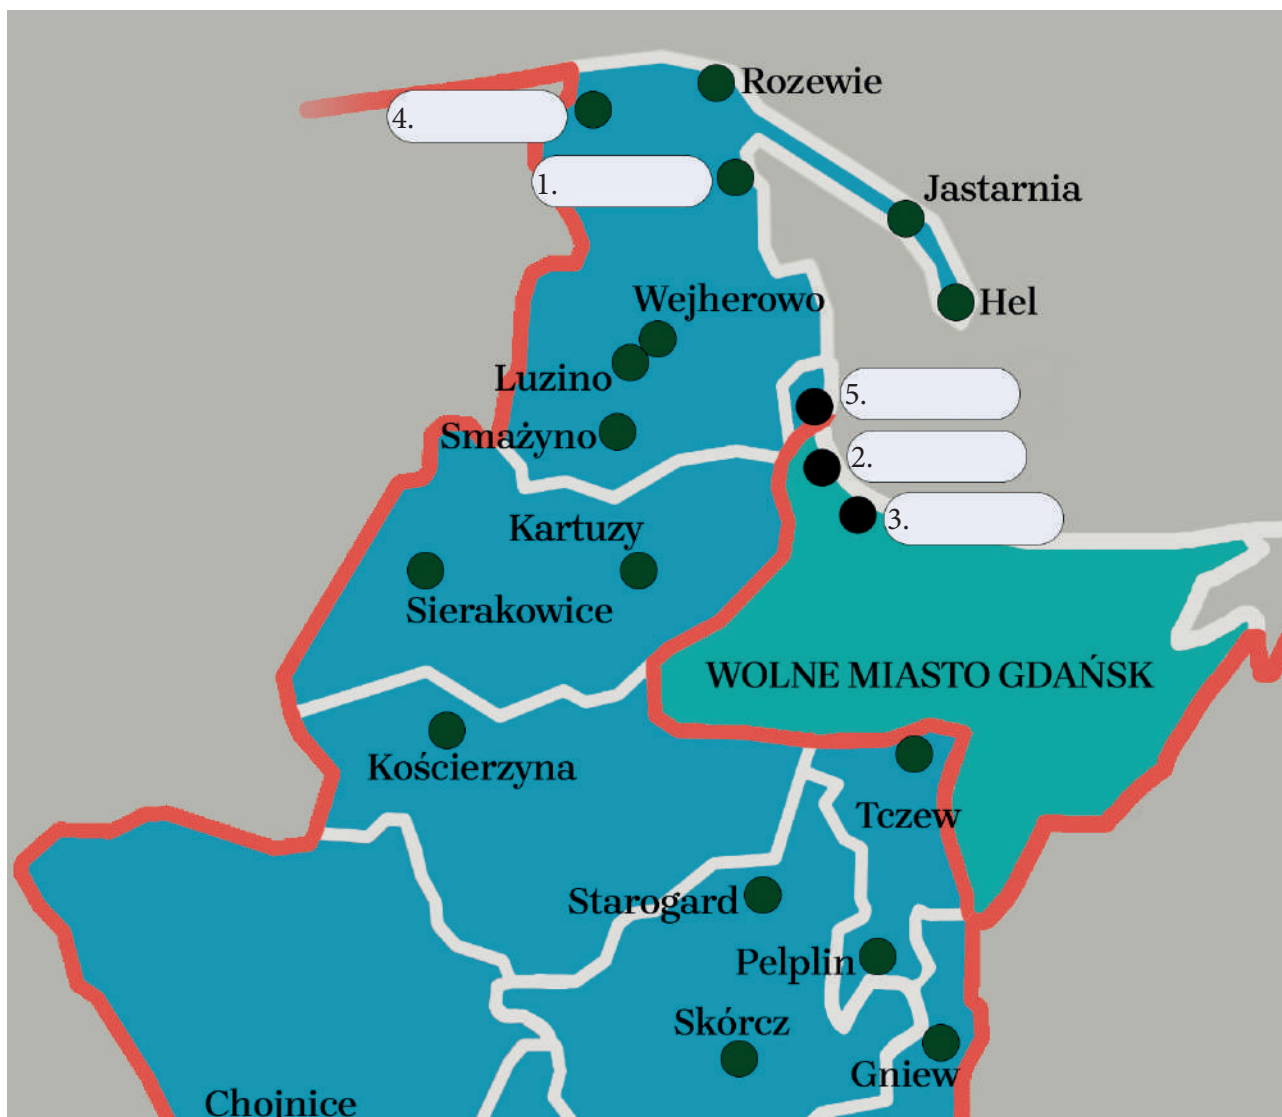 Rozewie
4.
1.
Jastarnia
Wejherowo
Hel
Luzino
5.
Smażyno
2.
Kartuzy
3.
Sierakowice
WOLNE MIASTO GDAŃSK
Kościerzyna
Tczew
Starogard
Pelplin
Skórcz
Gniew
Chojnice